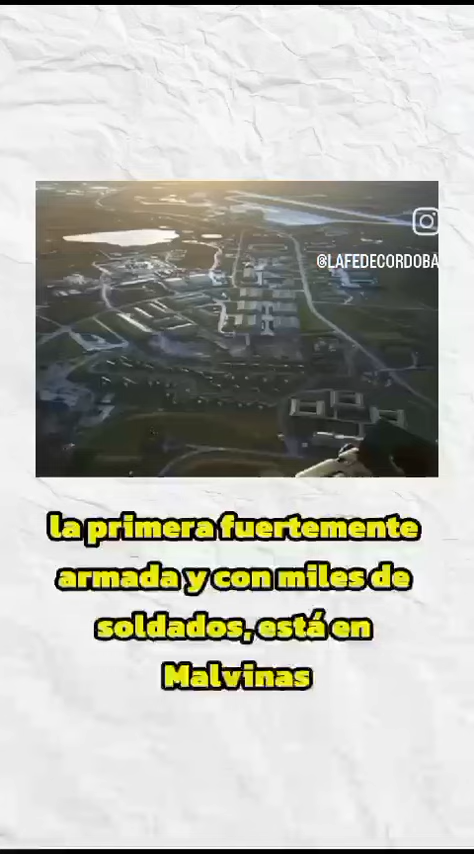 @LAFEDECORDOBA
la primera fuertemente
armada y con miles de
soldados, está en
Malvinas